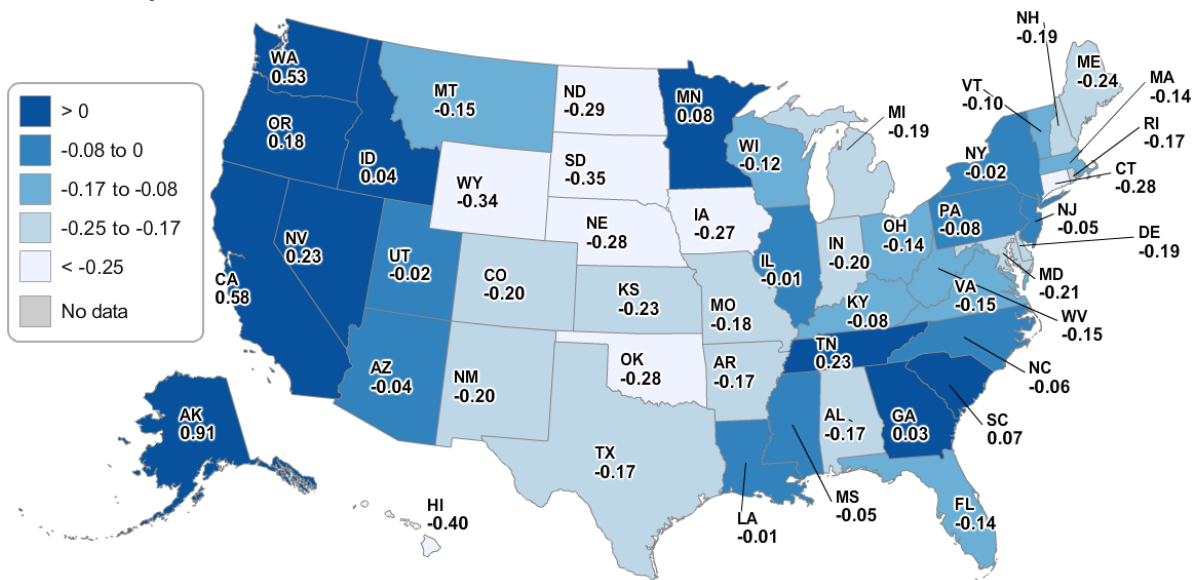 > 0
-0.08 to 0
-0.17 to -0.08
-0.25 to -0.17
< -0.25
No data
WA
0.53
OR
0.18
CA
0.58
NV
0.23
ID
0.04
MT
-0.15
WY
-0.34
UT
-0.02
AZ
-0.04
CO
-0.20
NM
-0.20
ND
-0.29
SD
-0.35
NE
-0.28
KS
-0.23
OK
-0.28
TX
-0.17
MN
0.08
IA
-0.27
MO
-0.18
AR
-0.17
LA
-0.01
WI
-0.12
IL
-0.01
MI
-0.19
IN
-0.20
OH
-0.14
KY
-0.08
TN
0.23
MS
-0.05
AL
-0.17
GA
0.03
FL
-0.14
SC
0.07
NC
-0.06
VA
-0.15
WV
-0.15
MD
-0.21
DE
-0.19
PA
-0.08
NJ
-0.05
NY
-0.02
CT
-0.28
RI
-0.17
MA
-0.14
VT
-0.10
NH
-0.19
ME
-0.24
AK
0.91
HI
-0.40